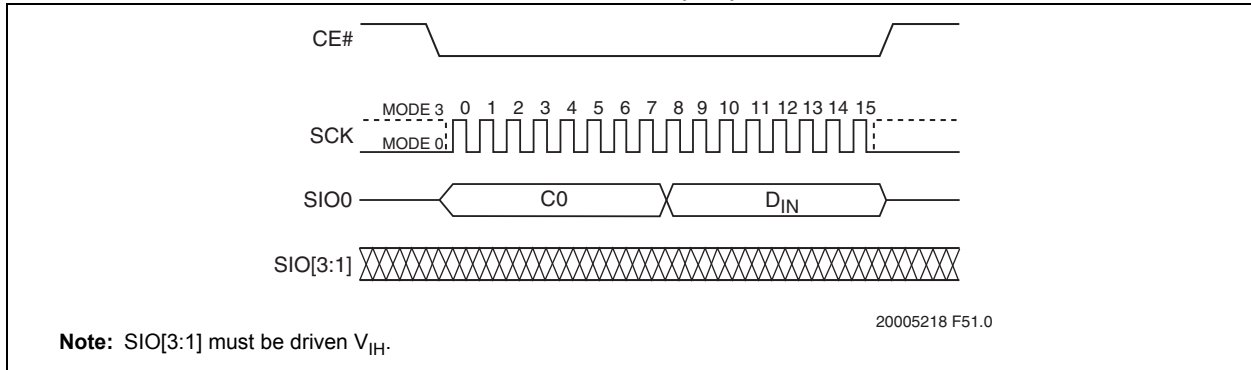 CE#
MODE 3 0 1 2 3 4 5 6 7 8 9 10 11 12 13 14 15
SCK
MODE 0
SIO0 C0 DIN
SIO[3:1]
20005218 F51.0
Note: SIO[3:1] must be driven VIH.